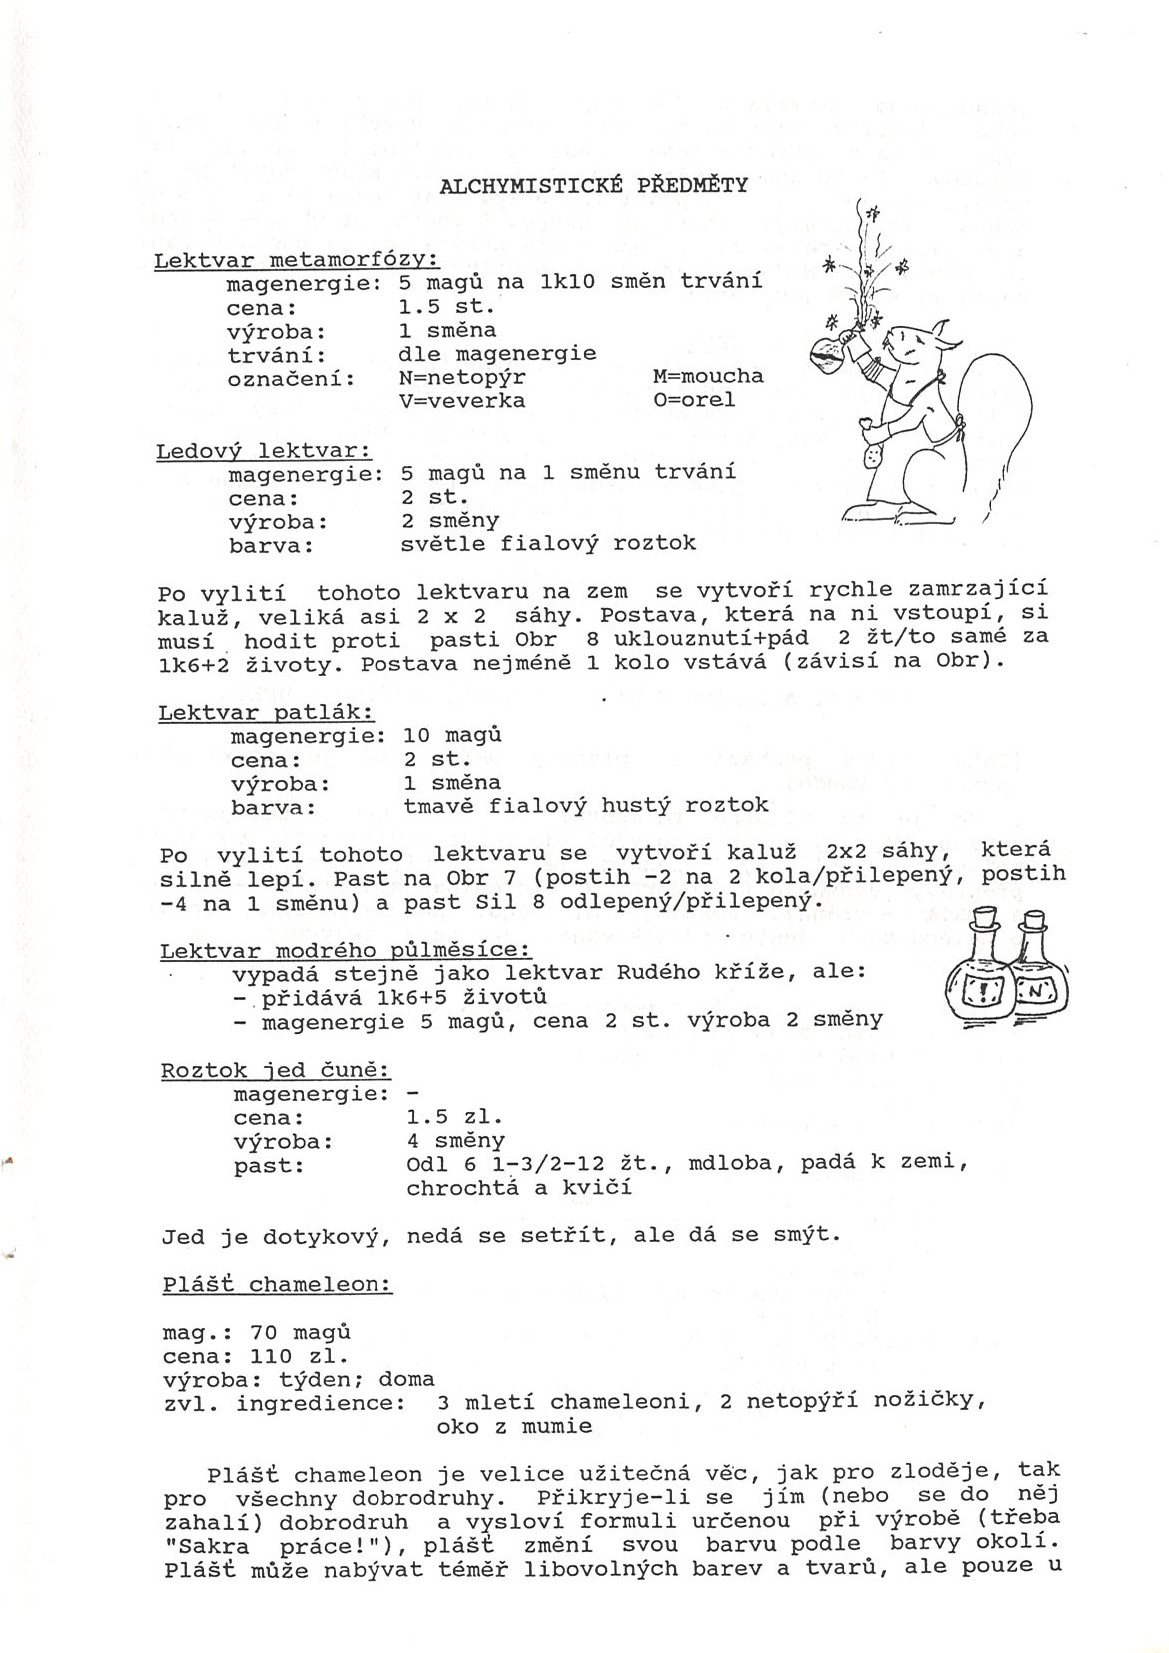 ALCHYMISTICKÉ PŘEDMĚTY
Lektvar metamorfózy:
magenergie: 5 magů na 1k10 směn trvání
cena: 1.5 st.
výroba: 1 směna
trvání: dle magenergie
označení: N=netopýr M=moucha
V=veverka O=orel
Ledový lektvar:
magenergie: 5 magů na 1 směnu trvání
cena: 2 st.
výroba: 2 směny
barva: světle fialový roztok
Po vylití tohoto lektvaru na zem se vytvoří rychle zamrzající
kaluž, veliká asi 2 x 2 sáhy. Postava, která na ni vstoupí, si
musí hodit proti pasti Obr 8 uklouznutí+pád 2 žt/to samé za
1k6+2 životy. Postava nejméně 1 kolo vstává (závisí na Obr).
Lektvar patlák:
magenergie: 10 magů
cena: 2 st.
výroba: 1 směna
barva: tmavě fialový hustý roztok
Po vylití tohoto lektvaru se vytvoří kaluž 2x2 sáhy, která
silně lepí. Past na Obr 7 (postih -2 na 2 kola/přilepený, postih
-4 na 1 směnu) a past Sil 8 odlepený/přilepený.
Lektvar modrého půlměsíce:
vypadá stejně jako lektvar Rudého kříže, ale:
- přidává 1k6+5 životů
- magenergie 5 magů, cena 2 st. výroba 2 směny
! N
Roztok jed čuně:
magenergie: -
cena: 1.5 zl.
výroba: 4 směny
past: Odl 6 1-3/2-12 žt., mdloba, padá k zemi,
chrochtá a kvičí
Jed je dotykový, nedá se setřít, ale dá se smýt.
Plášť chameleon:
mag.: 70 magů
cena: 110 zl.
výroba: týden; doma
zvl. ingredience: 3 mletí chameleoni, 2 netopýří nožičky,
oko z mumie
Plášť chameleon je velice užitečná věc, jak pro zloděje, tak
pro všechny dobrodruhy. Přikryje-li se jím (nebo se do něj
zahalí) dobrodruh a vysloví formuli určenou při výrobě (třeba
"Sakra práce!"), plášť změní svou barvu podle barvy okolí.
Plášť může nabývat téměř libovolných barev a tvarů, ale pouze u